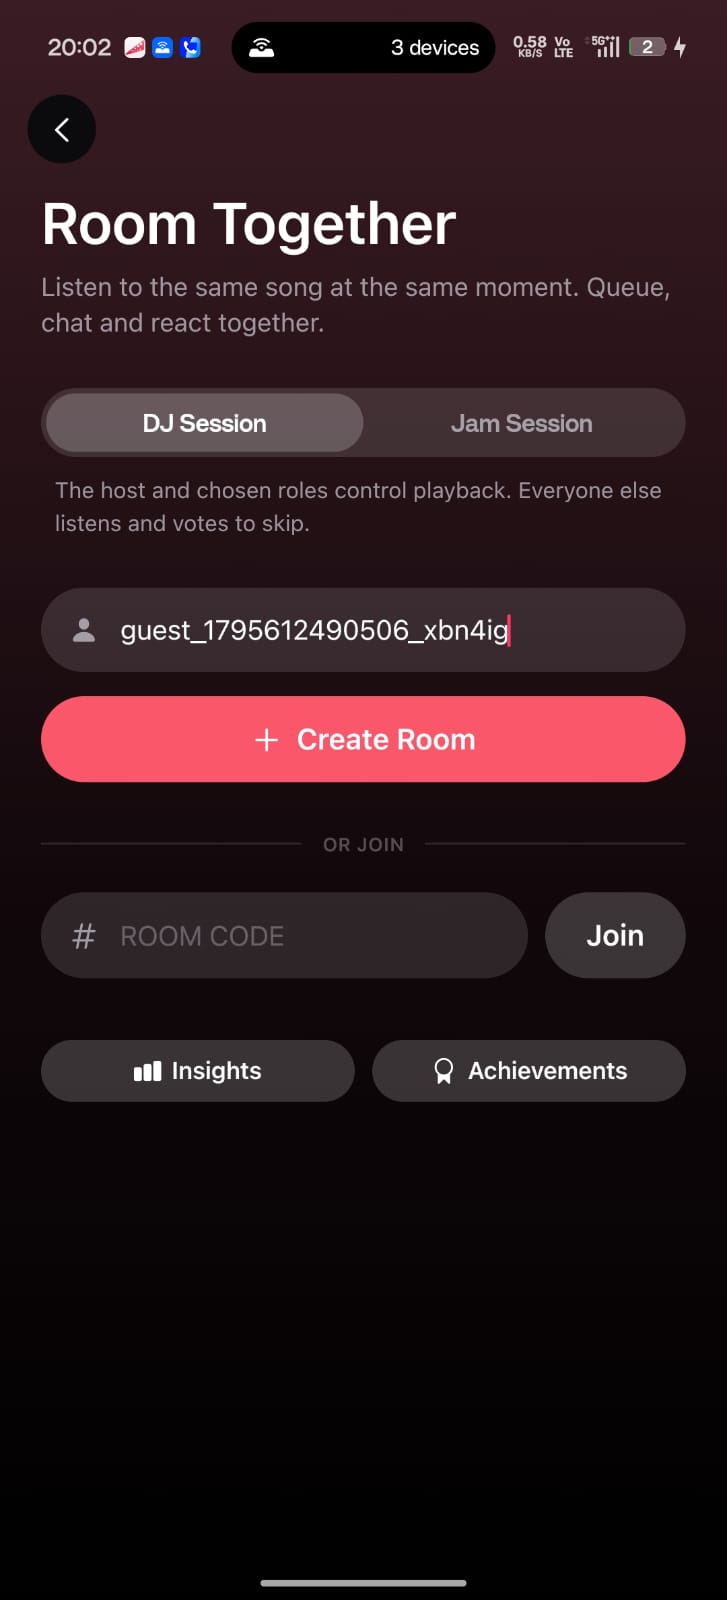 20:02
3 devices
0.58 KB/S
Vo LTE
5G++
2
Room Together
Listen to the same song at the same moment. Queue,
chat and react together.
DJ Session
Jam Session
The host and chosen roles control playback. Everyone else
listens and votes to skip.
guest_1795612490506_xbn4ig
+ Create Room
OR JOIN
# ROOM CODE
Join
Insights
Achievements